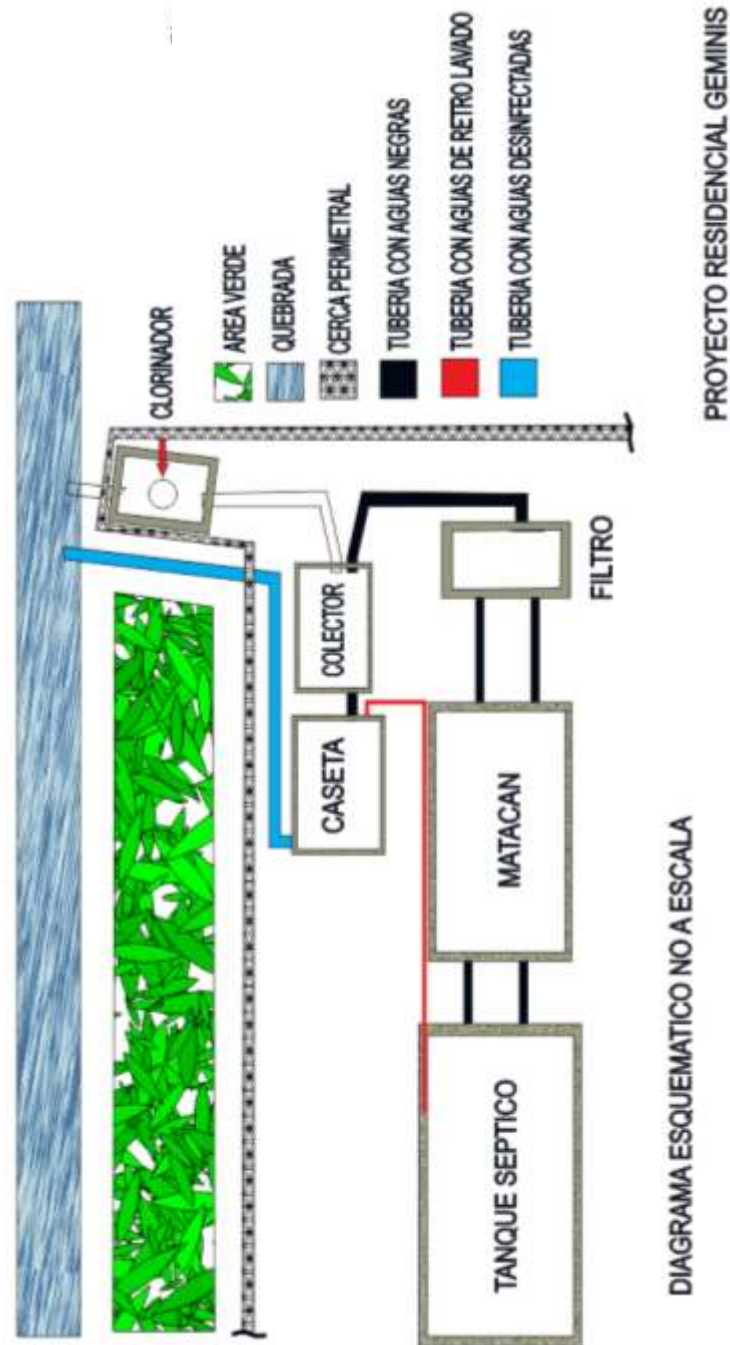 CLORINADOR
AREA VERDE
QUEBRADA
CERCA PERIMETRAL
TUBERIA CON AGUAS NEGRAS
TUBERIA CON AGUAS DE RETRO LAVADO
TUBERIA CON AGUAS DESINFECTADAS
COLECTOR
CASETA
FILTRO
MATACAN
TANQUE SEPTICO
DIAGRAMA ESQUEMATICO NO A ESCALA
PROYECTO RESIDENCIAL GEMINIS